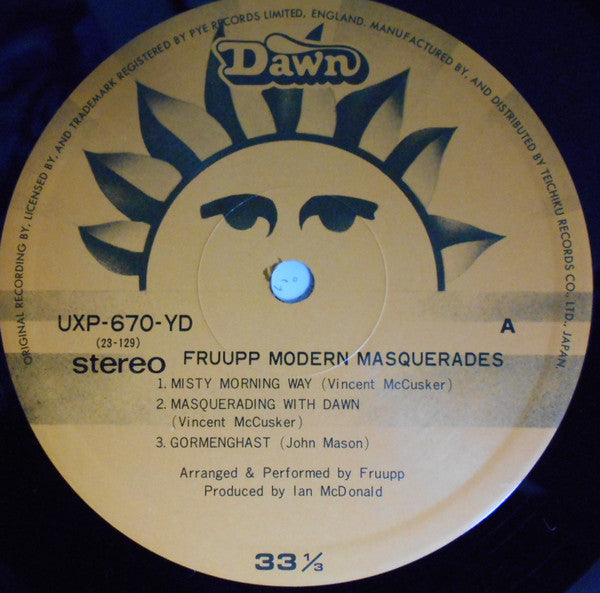 ORIGINAL RECORDING BY, LICENSED BY, AND TRADEMARK REGISTERED BY PYE RECORDS LIMITED, ENGLAND. MANUFACTURED BY, AND DISTRIBUTED BY TEICHIKU RECORDS CO., LTD., JAPAN.
Dawn
UXP-670-YD
A
(23-129)
stereo
FRUUPP MODERN MASQUERADES
1. MISTY MORNING WAY (Vincent McCusker)
2. MASQUERADING WITH DAWN
(Vincent McCusker)
3. GORMENGHAST (John Mason)
Arranged & Performed by Fruupp
Produced by Ian McDonald
33 1/3